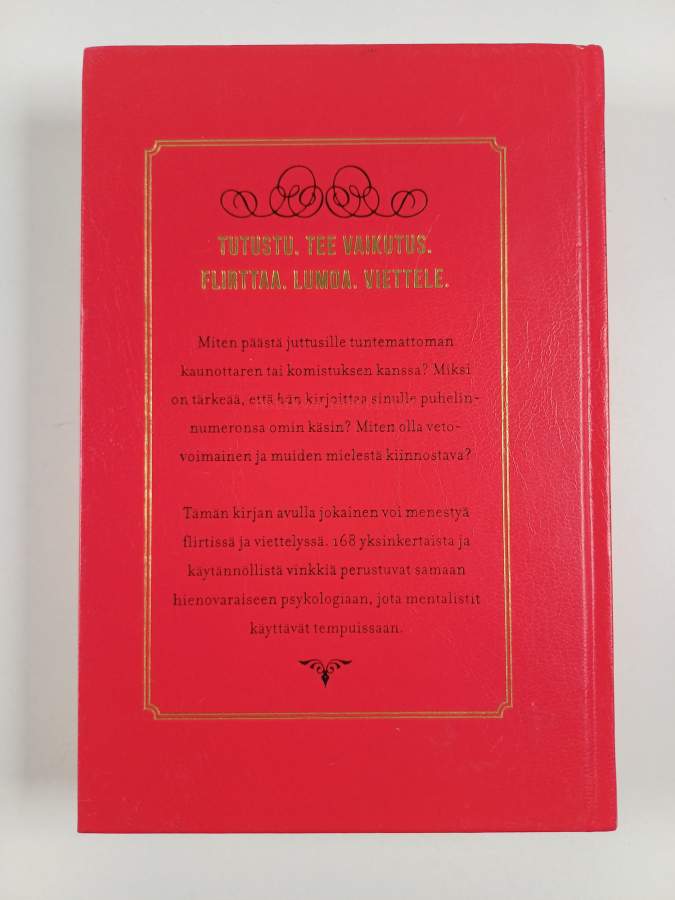 TUTUSTU. TEE VAIKUTUS.
FLIRTTAA. LUMOA. VIETTELE.
Miten päästä juttusille tuntemattoman
kaunottaren tai komistuksen kanssa? Miksi
on tärkeää, että hän kirjoittaa sinulle puhelin-
numeronsa omin käsin? Miten olla veto-
voimainen ja muiden mielestä kiinnostava?
Tämän kirjan avulla jokainen voi menestyä
flirtissä ja viettelyssä. 168 yksinkertaista ja
käytännöllistä vinkkiä perustuvat samaan
hienovaraiseen psykologiaan, jota mentalistit
käyttävät tempuissaan.